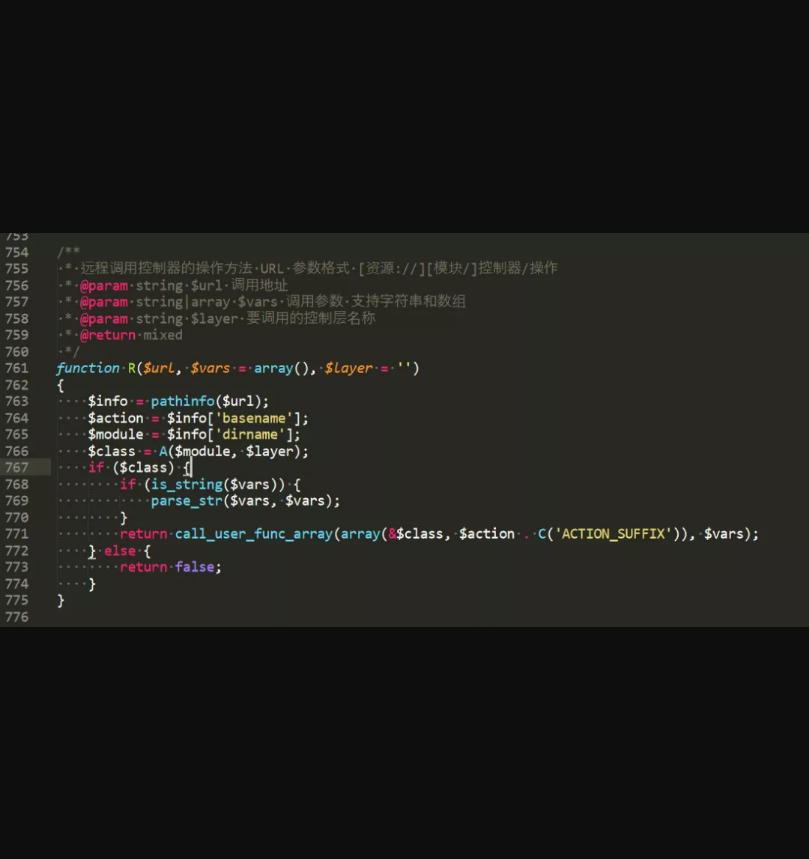 753
754 /**
755 * 远程调用控制器的操作方法 URL 参数格式 [资源://][模块/]控制器/操作
756 * @param string $url 调用地址
757 * @param string|array $vars 调用参数 支持字符串和数组
758 * @param string $layer 要调用的控制层名称
759 * @return mixed
760 */
761 function R($url, $vars = array(), $layer = '')
762 {
763 $info = pathinfo($url);
764 $action = $info['basename'];
765 $module = $info['dirname'];
766 $class = A($module, $layer);
767 if ($class) {
768 if (is_string($vars)) {
769 parse_str($vars, $vars);
770 }
771 return call_user_func_array(array(&$class, $action . C('ACTION_SUFFIX')), $vars);
772 } else {
773 return false;
774 }
775 }
776